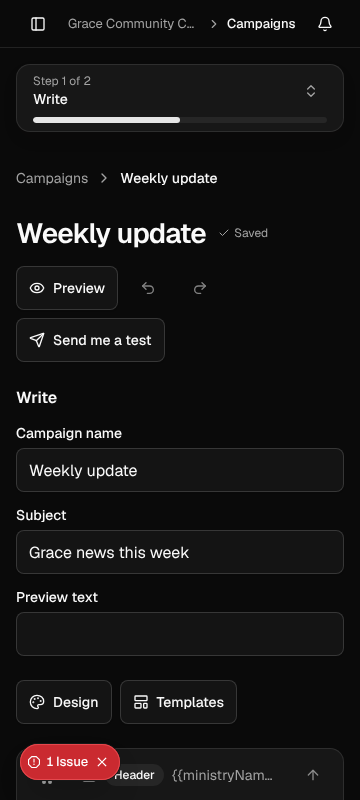 Grace Community C... > Campaigns
Step 1 of 2
Write
Campaigns > Weekly update
Weekly update Saved
Preview
Send me a test
Write
Campaign name
Weekly update
Subject
Grace news this week
Preview text
Design Templates
1 Issue Header {{ministryNam...